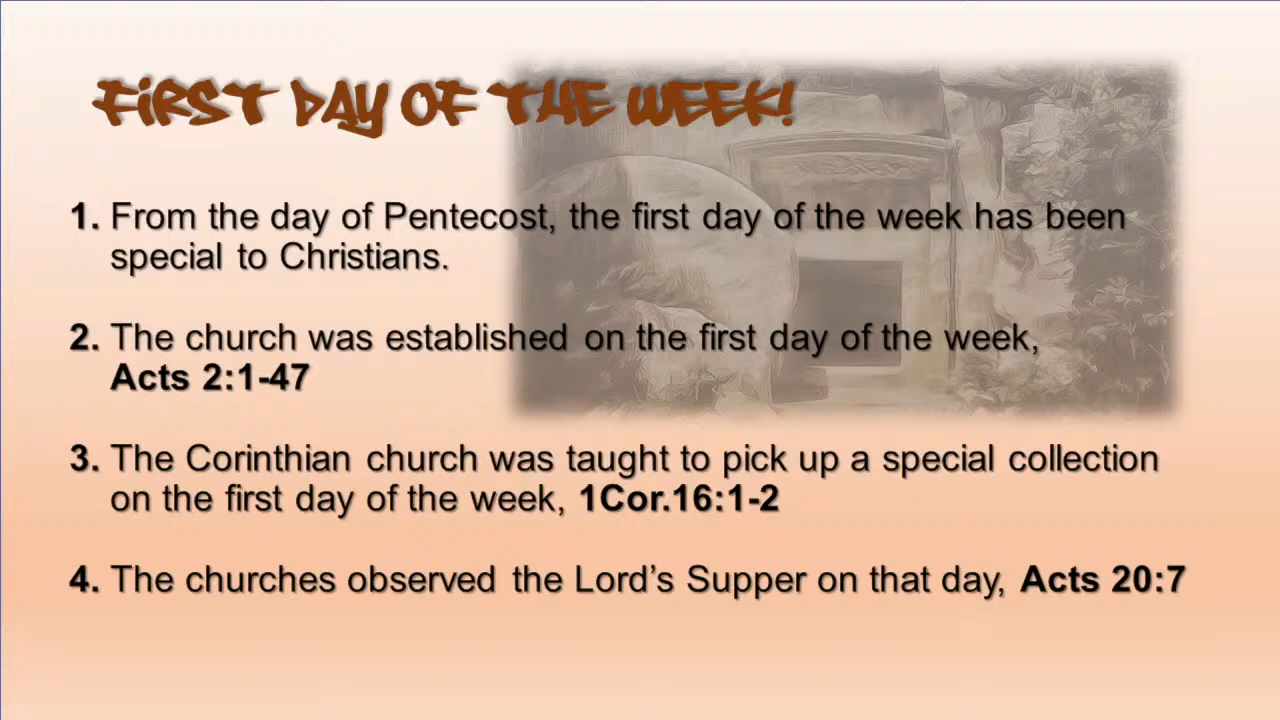 FiRST DAY OF THE WEEK!
1. From the day of Pentecost, the first day of the week has been
special to Christians.
2. The church was established on the first day of the week,
Acts 2:1-47
3. The Corinthian church was taught to pick up a special collection
on the first day of the week, 1Cor.16:1-2
4. The churches observed the Lord’s Supper on that day, Acts 20:7